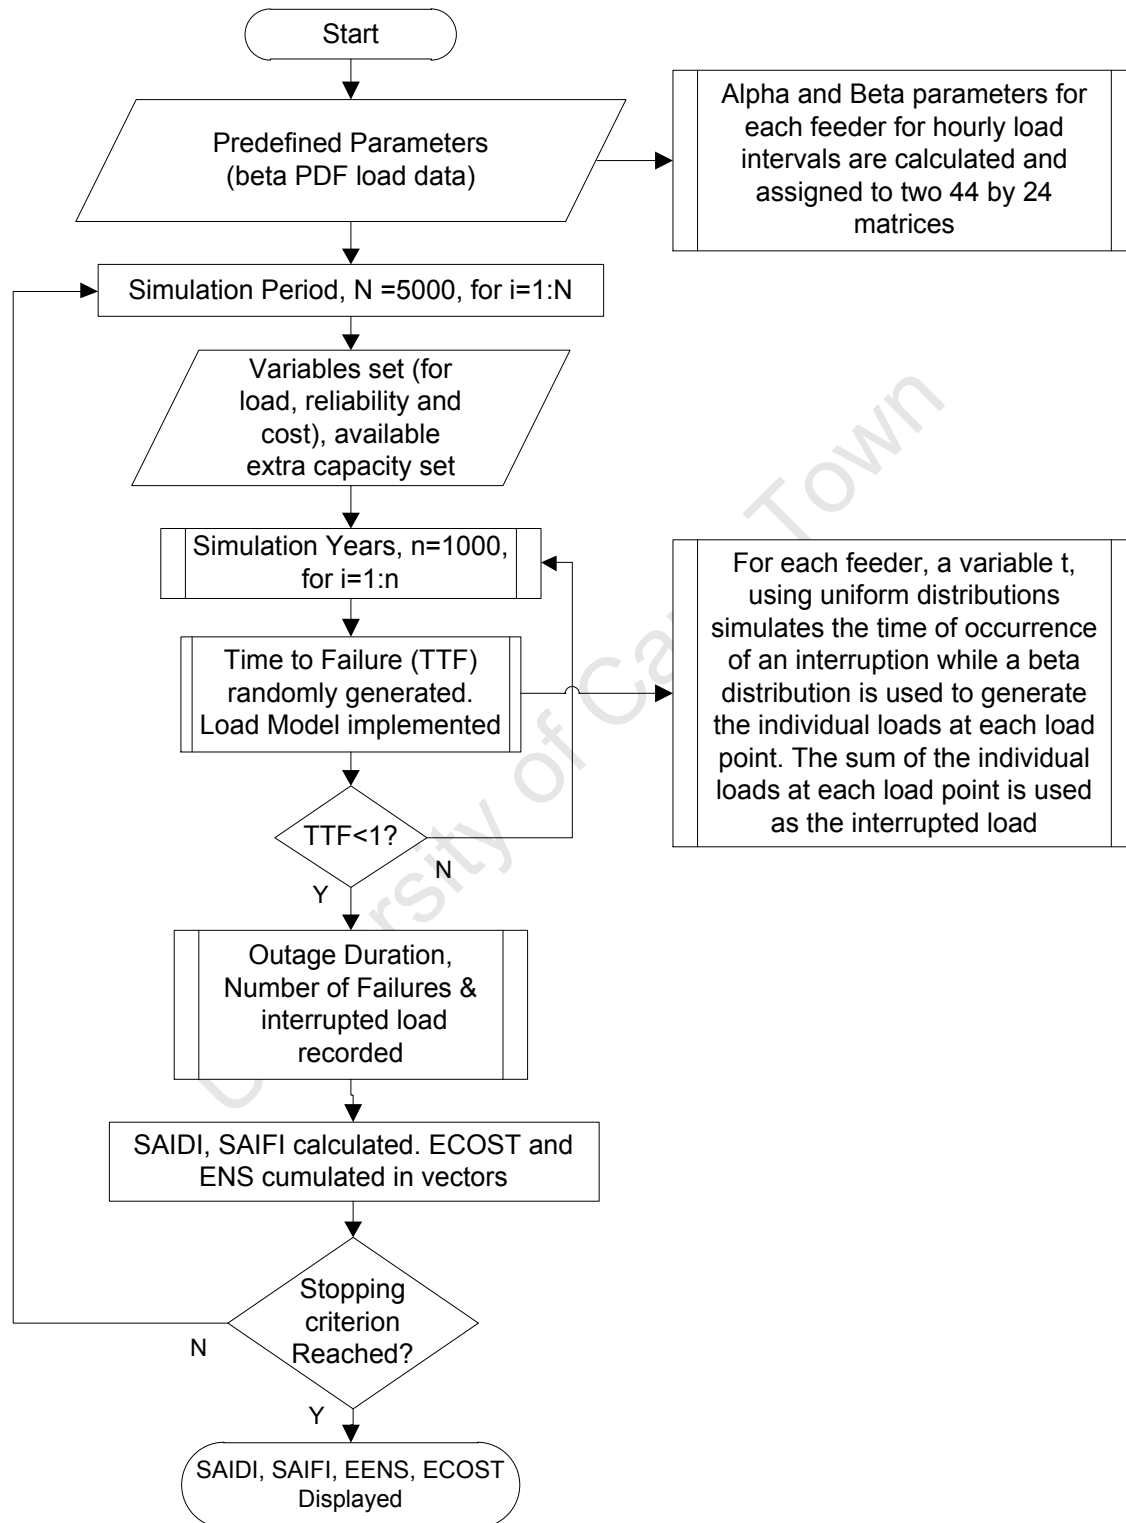 Start
Predefined Parameters
(beta PDF load data)
Alpha and Beta parameters for
each feeder for hourly load
intervals are calculated and
assigned to two 44 by 24
matrices
Simulation Period, N =5000, for i=1:N
Variables set (for
load, reliability and
cost), available
extra capacity set
Simulation Years, n=1000,
for i=1:n
Time to Failure (TTF)
randomly generated.
Load Model implemented
For each feeder, a variable t,
using uniform distributions
simulates the time of occurrence
of an interruption while a beta
distribution is used to generate
the individual loads at each load
point. The sum of the individual
loads at each load point is used
as the interrupted load
TTF<1?
N
Y
Outage Duration,
Number of Failures &
interrupted load
recorded
SAIDI, SAIFI calculated. ECOST and
ENS cumulated in vectors
Stopping
criterion
Reached?
N
Y
SAIDI, SAIFI, EENS, ECOST
Displayed
University of Cape Town